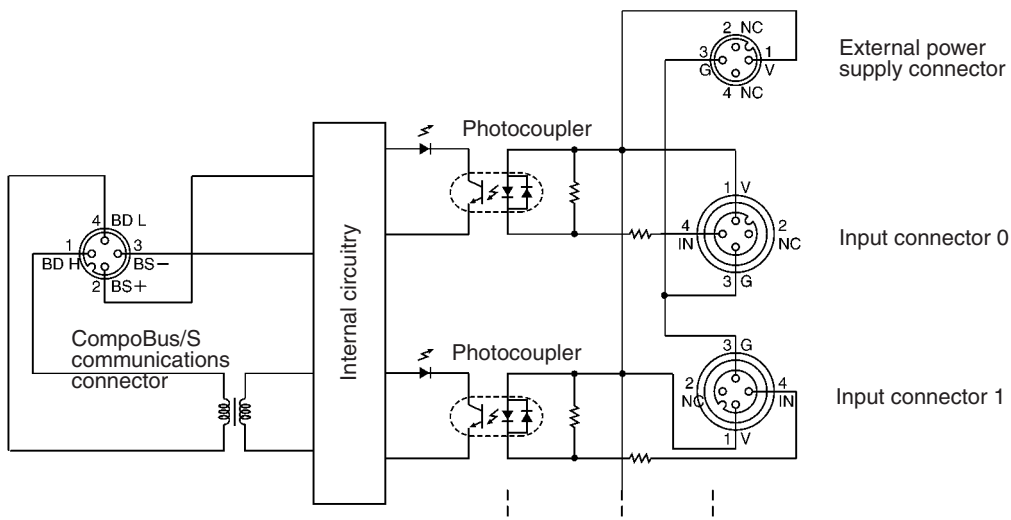 2 NC
3
G
1
V
4 NC
External power
supply connector
Photocoupler
1 V
4
IN
2
NC
3 G
Input connector 0
4 BD L
1
BD H
3
BS−
2 BS+
Internal circuitry
CompoBus/S
communications
connector
Photocoupler
3 G
2
NC
4
IN
1 V
Input connector 1